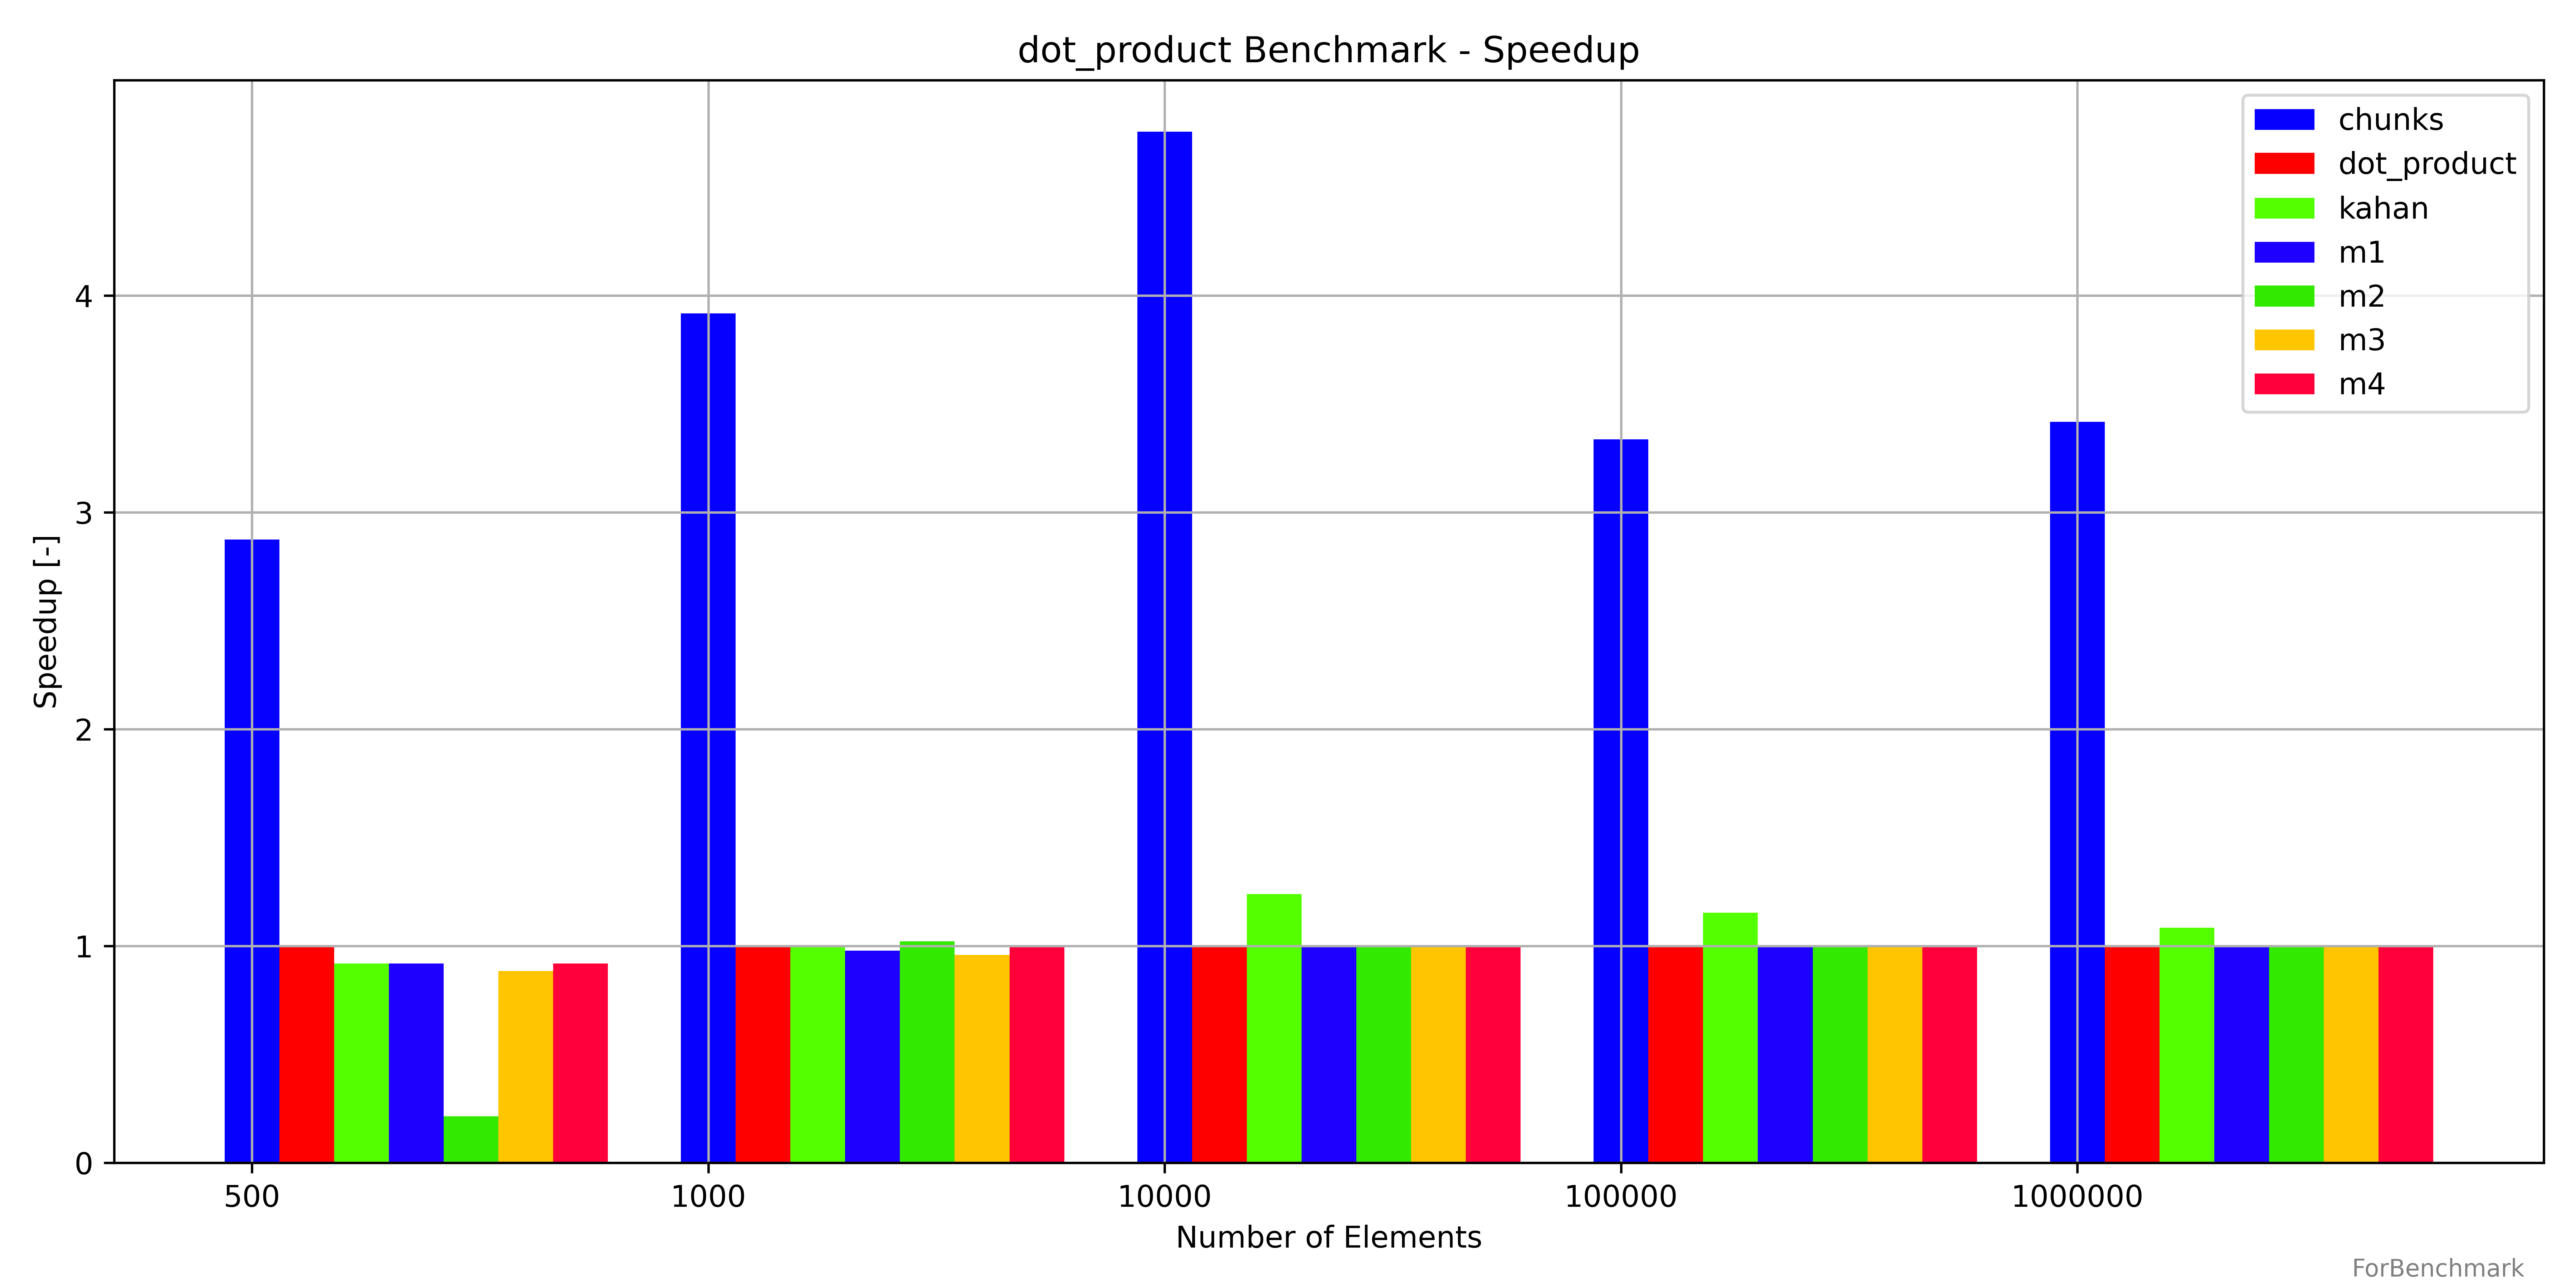 dot_product Benchmark - Speedup
chunks
dot_product
kahan
m1
m2
m3
m4
Speedup [-]
4
3
2
1
0
500 1000 10000 100000 1000000
Number of Elements
ForBenchmark